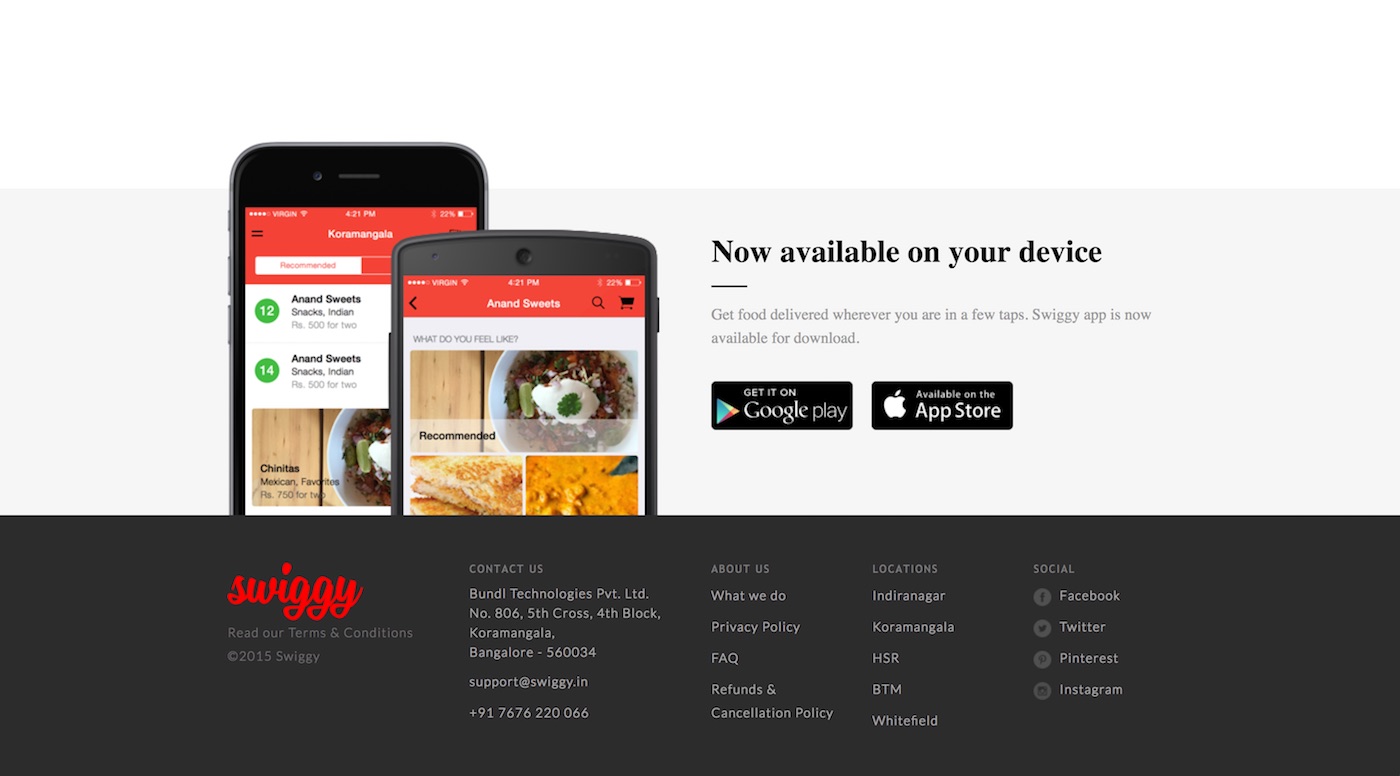 VIRGIN
4:21 PM
22%
Koramangala
Recommended
12
Anand Sweets
Snacks, Indian
Rs. 500 for two
14
Anand Sweets
Snacks, Indian
Rs. 500 for two
Chinitas
Mexican, Favorites
Rs. 750 for two
VIRGIN
4:21 PM
22%
Anand Sweets
WHAT DO YOU FEEL LIKE?
Recommended
Now available on your device
Get food delivered wherever you are in a few taps. Swiggy app is now
available for download.
GET IT ON
Google play
Available on the
App Store
swiggy
Read our Terms & Conditions
©2015 Swiggy
CONTACT US
Bundl Technologies Pvt. Ltd.
No. 806, 5th Cross, 4th Block,
Koramangala,
Bangalore - 560034
support@swiggy.in
+91 7676 220 066
ABOUT US
What we do
Privacy Policy
FAQ
Refunds &
Cancellation Policy
LOCATIONS
Indiranagar
Koramangala
HSR
BTM
Whitefield
SOCIAL
Facebook
Twitter
Pinterest
Instagram